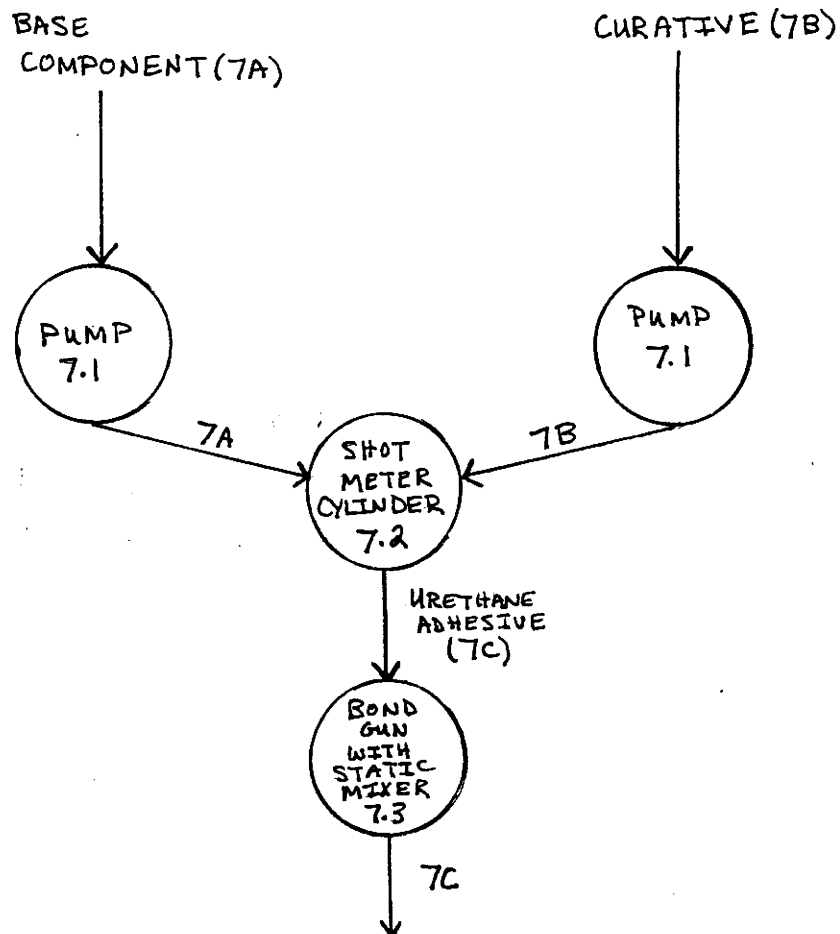 BASE
COMPONENT (7A)
CURATIVE (7B)
PUMP
7.1
PUMP
7.1
7A
7B
SHOT
METER
CYLINDER
7.2
URETHANE
ADHESIVE
(7C)
BOND
GUN
WITH
STATIC
MIXER
7.3
7C